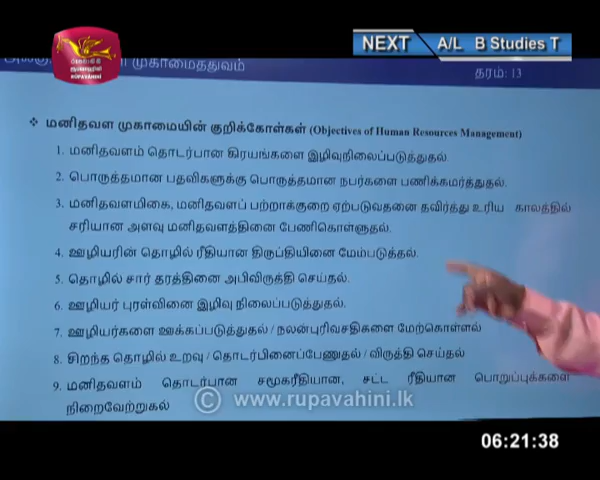 NEXT A/L B Studies T
RUPAVAHINI
முகாமைத்துவம்
தரம்: 13
❖ மனிதவள முகாமையின் குறிக்கோள்கள் (Objectives of Human Resources Management)
1. மனிதவளம் தொடர்பான கிரயங்களை இழிவுநிலைப்படுத்துதல்.
2. பொருத்தமான பதவிகளுக்கு பொருத்தமான நபர்களை பணிக்கமர்த்துதல்.
3. மனிதவளமிகை, மனிதவளப் பற்றாக்குறை ஏற்படுவதனை தவிர்த்து உரிய காலத்தில்
சரியான அளவு மனிதவளத்தினை பேணிகொள்ளுதல்.
4. ஊழியரின் தொழில் ரீதியான திருப்தியினை மேம்படுத்தல்.
5. தொழில் சார் தரத்தினை அபிவிருத்தி செய்தல்.
6. ஊழியர் புரள்வினை இழிவு நிலைப்படுத்துதல்.
7. ஊழியர்களை ஊக்கப்படுத்துதல் / நலன்புரிவசதிகளை மேற்கொள்ளல்
8. சிறந்த தொழில் உறவு / தொடர்பினைப்பேணுதல் / விருத்தி செய்தல்
9. மனிதவளம் தொடர்பான சமூகரீதியான, சட்ட ரீதியான பொறுப்புக்களை
நிறைவேற்றுகல்
© www.rupavahini.lk
06:21:38